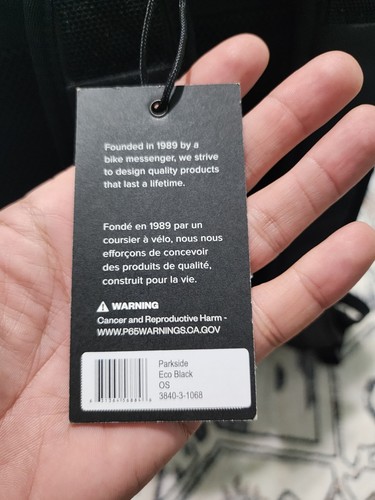 Founded in 1989 by a
bike messenger, we strive
to design quality products
that last a lifetime.
Fondé en 1989 par un
coursier à vélo, nous nous
efforçons de concevoir
des produits de qualité,
construit pour la vie.
⚠ WARNING
Cancer and Reproductive Harm -
WWW.P65WARNINGS.CA.GOV
Parkside
Eco Black
OS
3840-3-1068